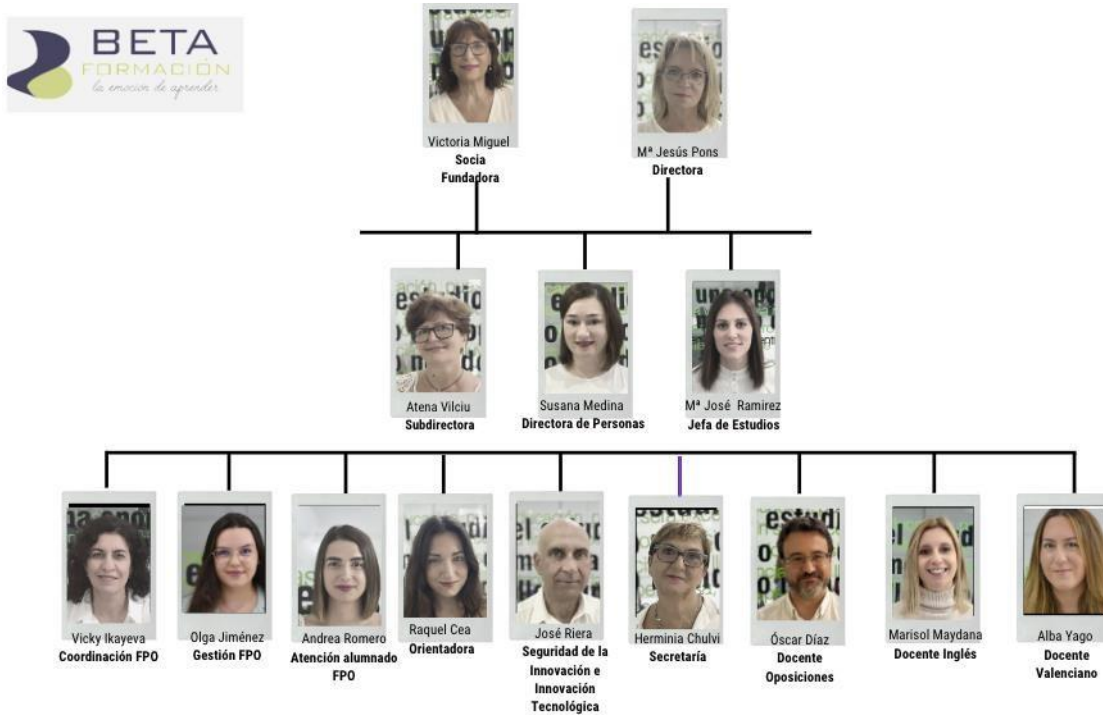 BETA
FORMACIÓN
la emoción de aprender
Victoria Miguel
Socia
Fundadora
Mª Jesús Pons
Directora
Atena Vilciu
Subdirectora
Susana Medina
Directora de Personas
Mª José Ramirez
Jefa de Estudios
Vicky Ikayeva
Coordinación FPO
Olga Jiménez
Gestión FPO
Andrea Romero
Atención alumnado
FPO
Raquel Cea
Orientadora
José Riera
Seguridad de la
Innovación e
Innovación
Tecnológica
Herminia Chulvi
Secretaría
Óscar Díaz
Docente
Oposiciones
Marisol Maydana
Docente Inglés
Alba Yago
Docente
Valenciano